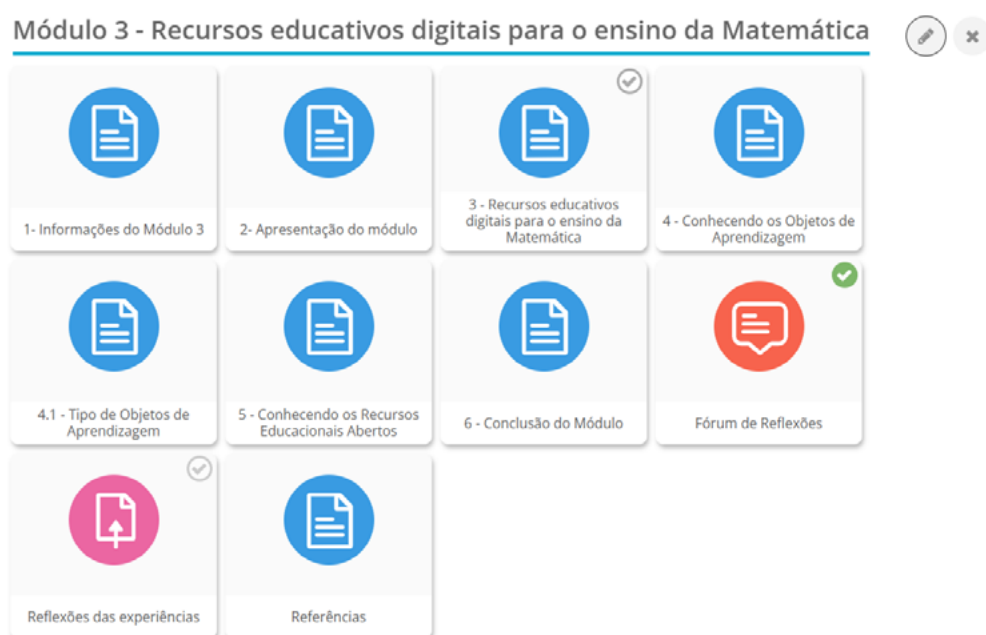 Módulo 3 - Recursos educativos digitais para o ensino da Matemática
1- Informações do Módulo 3
2- Apresentação do módulo
3 - Recursos educativos
digitais para o ensino da
Matemática
4 - Conhecendo os Objetos de
Aprendizagem
4.1 - Tipo de Objetos de
Aprendizagem
5 - Conhecendo os Recursos
Educacionais Abertos
6 - Conclusão do Módulo
Fórum de Reflexões
Reflexões das experiências
Referências